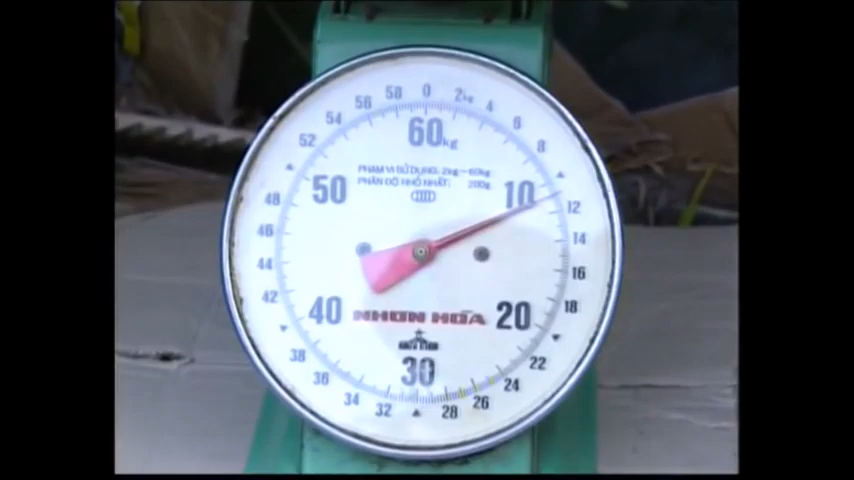 58 0 2kg
56 4
54 6
52 60kg 8
PHẠM VI SỬ DỤNG: 2kg – 60kg
PHÂN ĐỘ NHỎ NHẤT: 200g
50 10
48 12
46 14
44 16
42 18
40 NHƠN HÒA 20
38 30 22
36 24
34 26
32 28